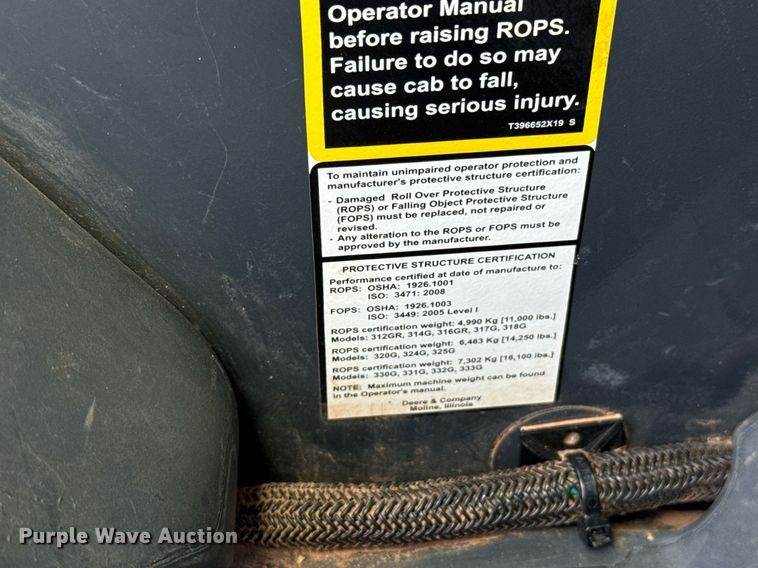 Operator Manual
before raising ROPS.
Failure to do so may
cause cab to fall,
causing serious injury.
T396652X19 S
To maintain unimpaired operator protection and
manufacturer's protective structure certification:
- Damaged Roll Over Protective Structure
(ROPS) or Falling Object Protective Structure
(FOPS) must be replaced, not repaired or
revised.
- Any alteration to the ROPS or FOPS must be
approved by the manufacturer.
PROTECTIVE STRUCTURE CERTIFICATION
Performance certified at date of manufacture to:
ROPS: OSHA: 1926.1001
ISO: 3471: 2008
FOPS: OSHA: 1926.1003
ISO: 3449: 2005 Level I
ROPS certification weight: 4,990 Kg [11,000 lbs.]
Models: 312GR, 314G, 316GR, 317G, 318G
ROPS certification weight: 6,463 Kg [14,250 lbs.]
Models: 320G, 324G, 325G
ROPS certification weight: 7,302 Kg [16,100 lbs.]
Models: 330G, 331G, 332G, 333G
NOTE: Maximum machine weight can be found
in the Operator's manual.
Deere & Company
Moline, Illinois
Purple Wave Auction